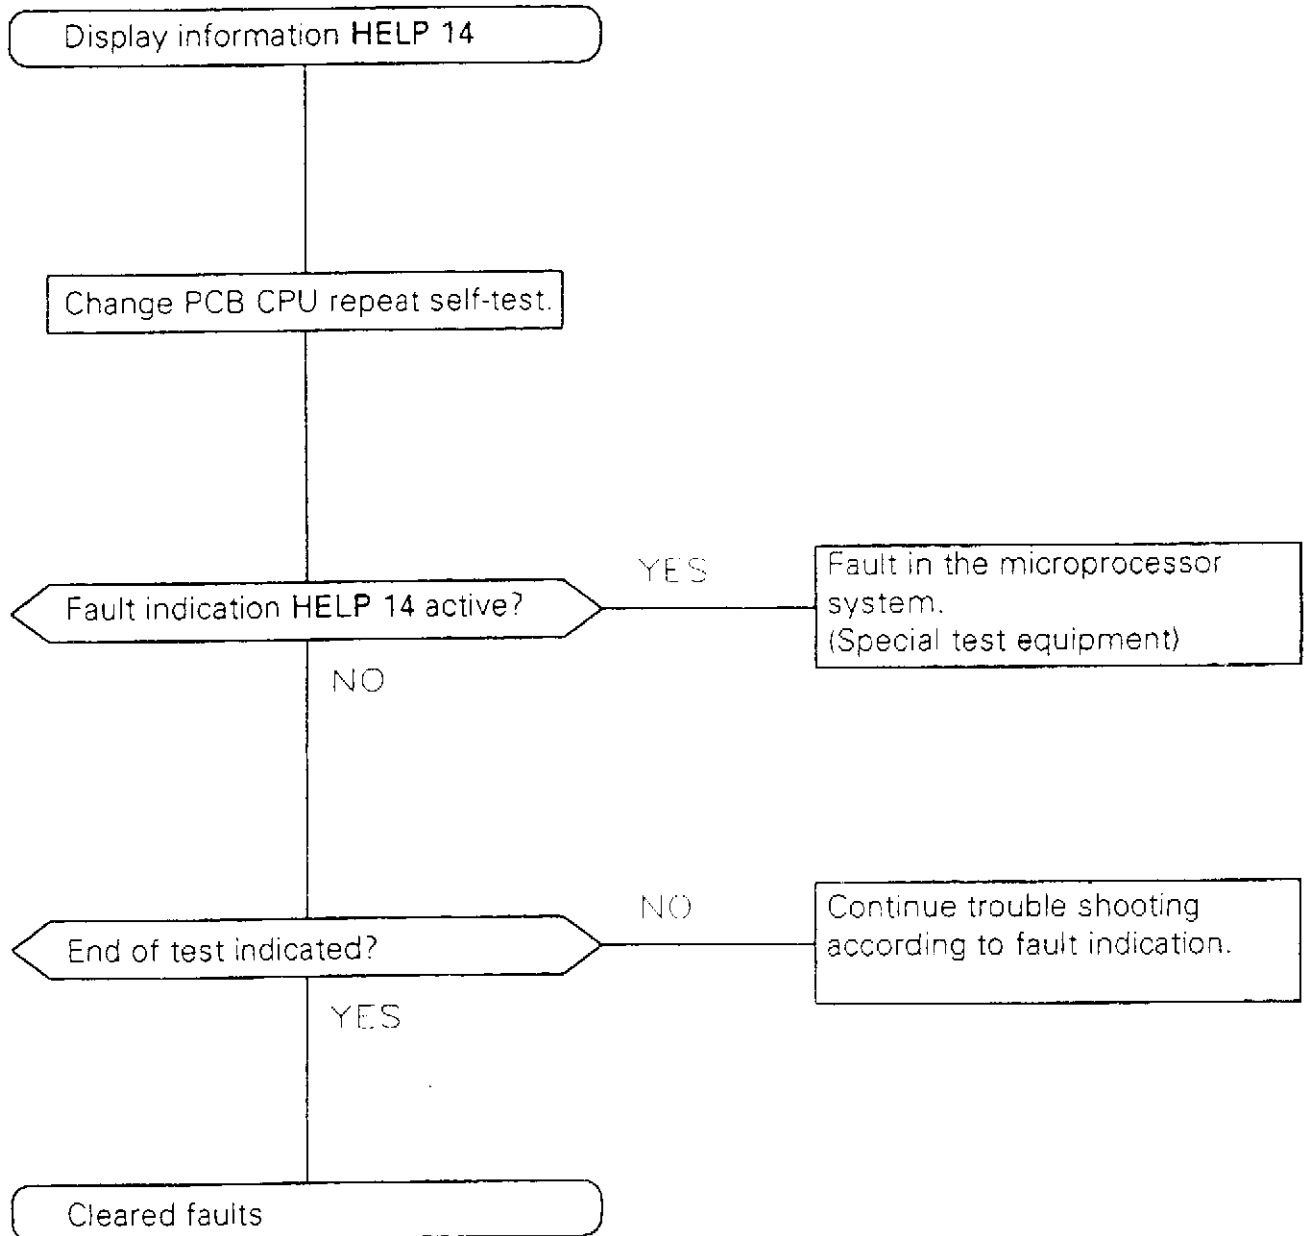 Display information HELP 14
Change PCB CPU repeat self-test.
YES
Fault in the microprocessor
system.
(Special test equipment)
Fault indication HELP 14 active?
NO
NO
Continue trouble shooting
according to fault indication.
End of test indicated?
YES
Cleared faults